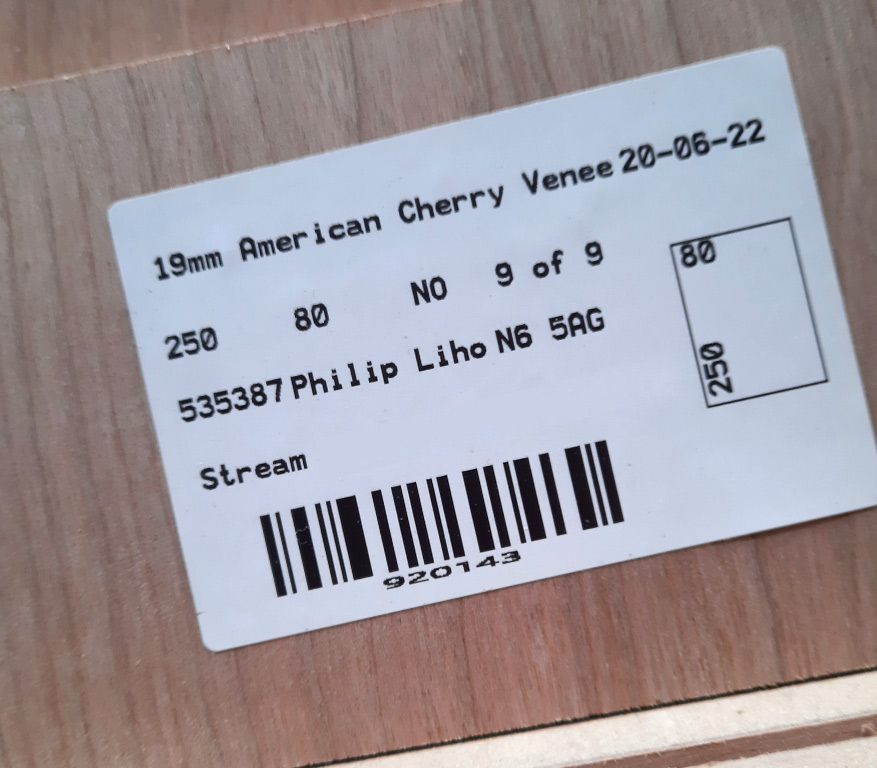 19mm American Cherry Venee 20-06-22
250 80 NO 9 of 9
535387 Philip Liho N6 5AG
Stream
920143
80
250